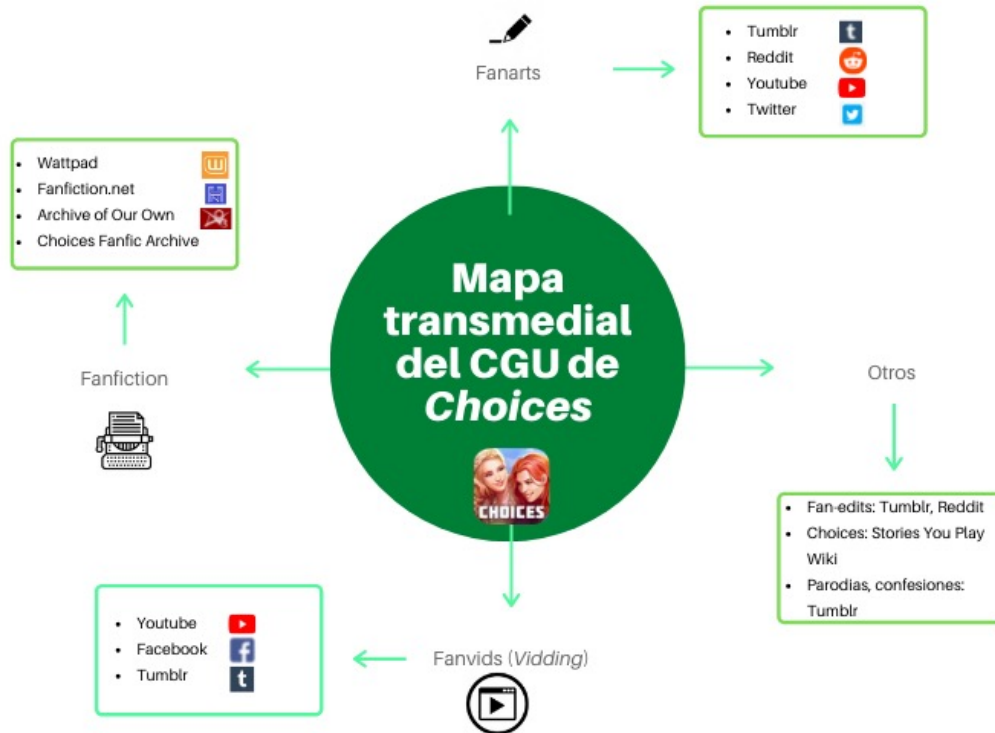 Fanarts
Tumblr
Reddit
Youtube
Twitter
Wattpad
Fanfiction.net
Archive of Our Own
Choices Fanfic Archive
Fanfiction
Mapa
transmedial
del CGU de
Choices
CHOICES
Otros
Fan-edits: Tumblr, Reddit
Choices: Stories You Play
Wiki
Parodias, confesiones:
Tumblr
Youtube
Facebook
Tumblr
Fanvids (Vidding)